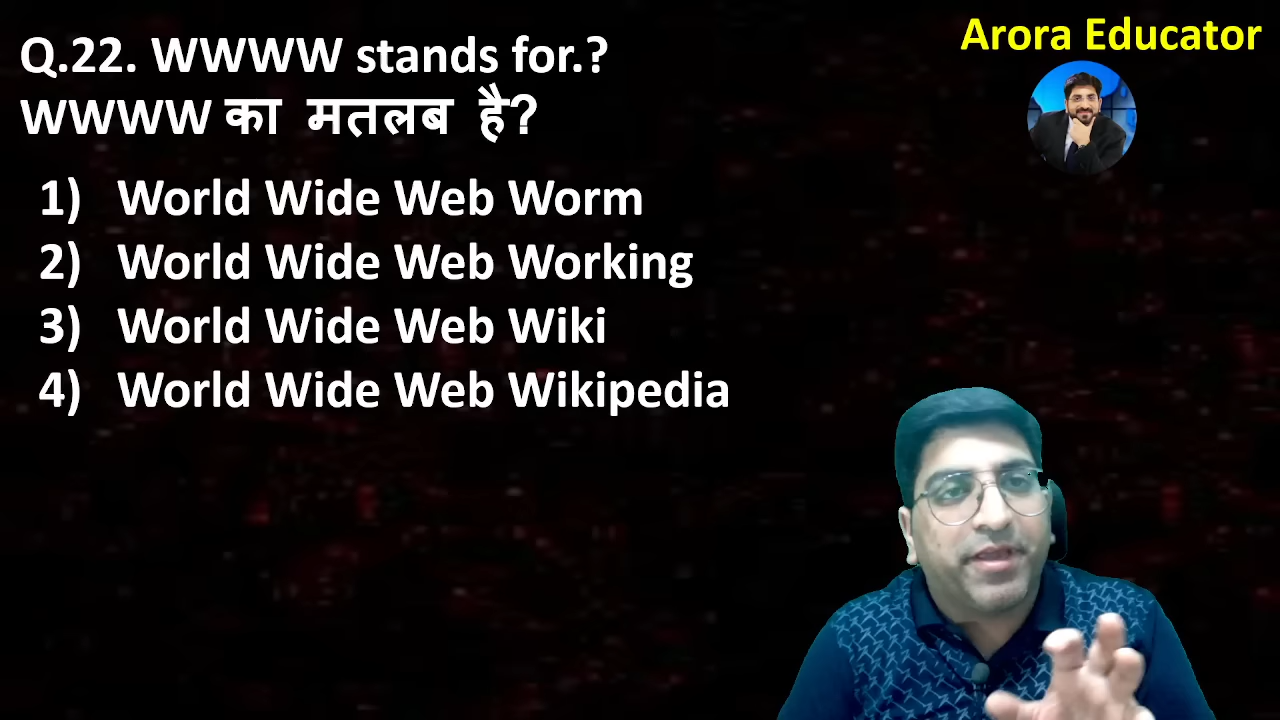 Arora Educator
Q.22. WWWW stands for.?
WWWW का मतलब है?
1) World Wide Web Worm
2) World Wide Web Working
3) World Wide Web Wiki
4) World Wide Web Wikipedia